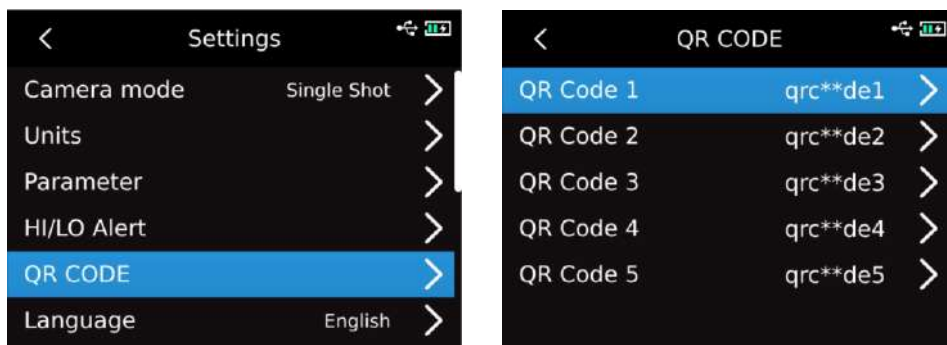 Settings
Camera mode Single Shot
Units
Parameter
HI/LO Alert
QR CODE
Language English
QR CODE
QR Code 1 qrc**de1
QR Code 2 qrc**de2
QR Code 3 qrc**de3
QR Code 4 qrc**de4
QR Code 5 qrc**de5